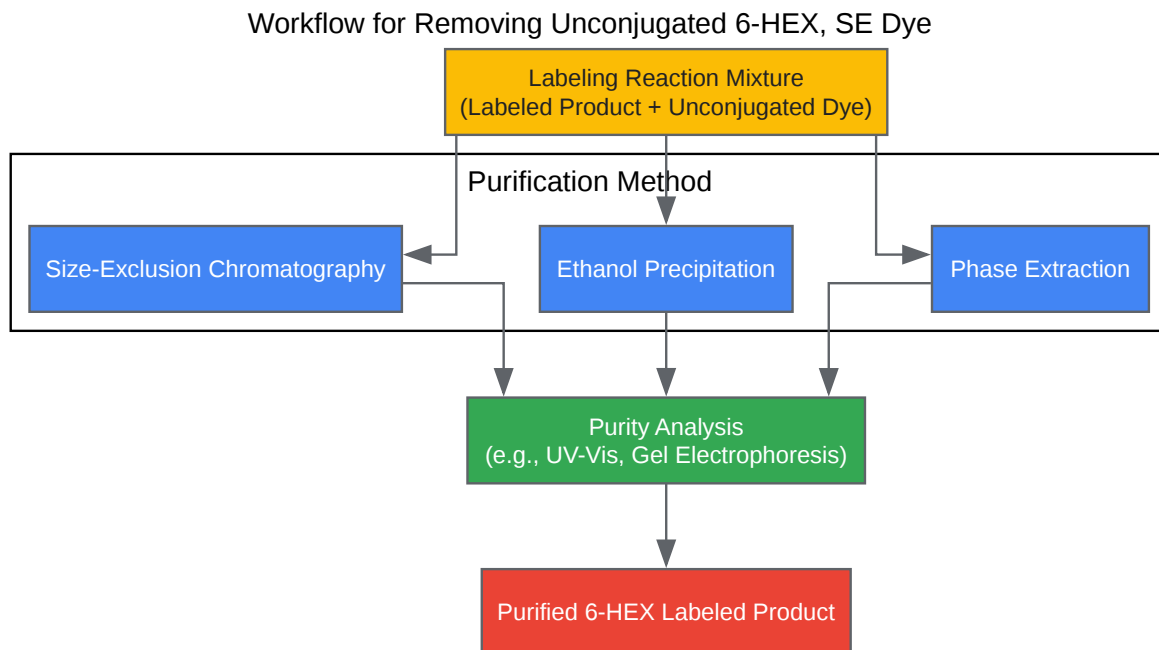 Workflow for Removing Unconjugated 6-HEX, SE Dye
Labeling Reaction Mixture
(Labeled Product + Unconjugated Dye)
Purification Method
Size-Exclusion Chromatography
Ethanol Precipitation
Phase Extraction
Purity Analysis
(e.g., UV-Vis, Gel Electrophoresis)
Purified 6-HEX Labeled Product